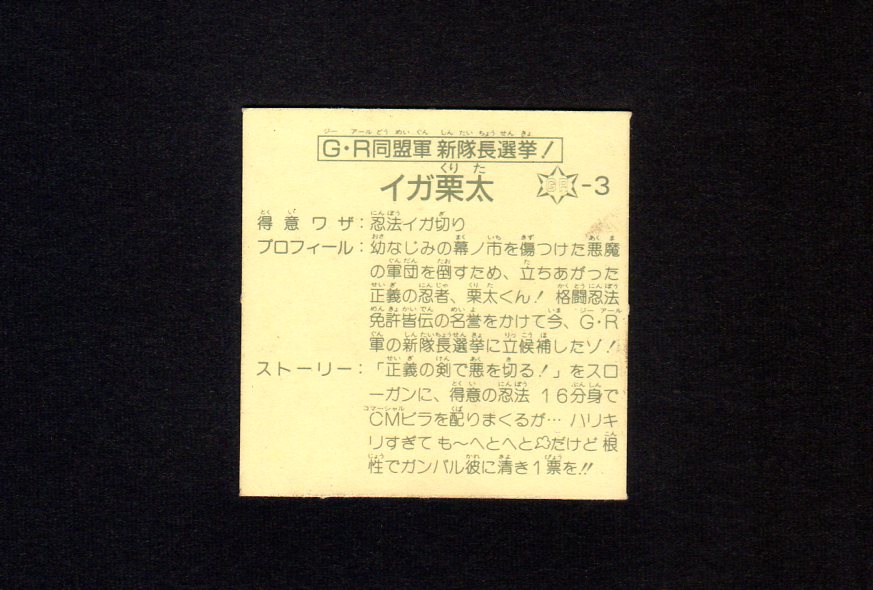 G・R同盟軍 新隊長選挙!
イガ栗太 GR -3
得意ワザ:忍法イガ切り
プロフィール:幼なじみの幕ノ市を傷つけた悪魔
の軍団を倒すため、立ちあがった
正義の忍者、栗太くん! 格闘忍法
免許皆伝の名誉をかけて今、G・R
軍の新隊長選挙に立候補したゾ!
ストーリー:「正義の剣で悪を切る!」をスロ
ーガンに、得意の忍法 16分身で
CMビラを配りまくるが… ハリキ
リすぎて も〜へとへとだけど 根
性でガンバル彼に清き1票を!!